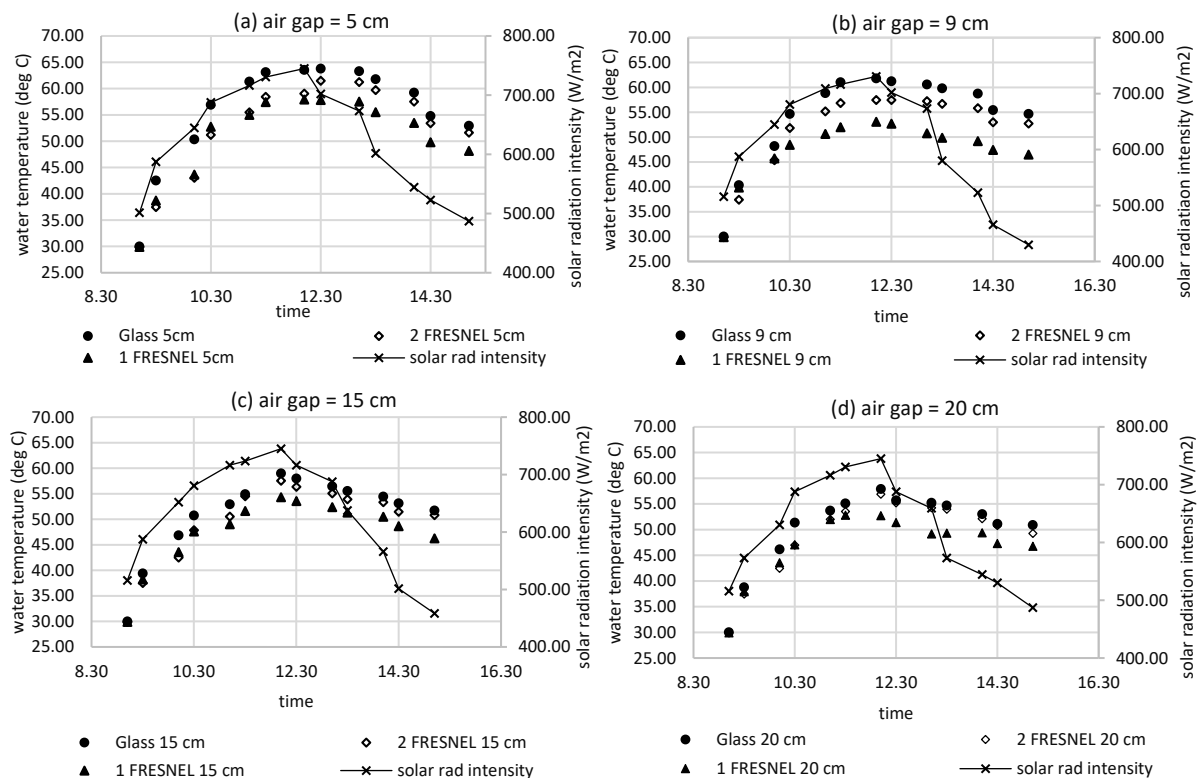 (a) air gap = 5 cm
water temperature (deg C)
70.00
65.00
60.00
55.00
50.00
45.00
40.00
35.00
30.00
25.00
800.00
700.00
600.00
500.00
400.00
solar radiation intensity (W/m2)
8.30 10.30 12.30 14.30
time
Glass 5cm 2 FRESNEL 5cm
1 FRESNEL 5cm solar rad intensity
(b) air gap = 9 cm
water temperature (deg C)
70.00
65.00
60.00
55.00
50.00
45.00
40.00
35.00
30.00
25.00
800.00
700.00
600.00
500.00
400.00
solar radiatiaon intensity (W/m2)
8.30 10.30 12.30 14.30 16.30
time
Glass 9 cm 2 FRESNEL 9 cm
1 FRESNEL 9 cm solar rad intensity
(c) air gap = 15 cm
water temperature (deg C)
70.00
65.00
60.00
55.00
50.00
45.00
40.00
35.00
30.00
25.00
800.00
700.00
600.00
500.00
400.00
solar radiation intensity (W/m2)
8.30 10.30 12.30 14.30 16.30
time
Glass 15 cm 2 FRESNEL 15 cm
1 FRESNEL 15 cm solar rad intensity
(d) air gap = 20 cm
water temperature (deg C)
70.00
65.00
60.00
55.00
50.00
45.00
40.00
35.00
30.00
25.00
800.00
700.00
600.00
500.00
400.00
solar radiation intensity (W/m2)
8.30 10.30 12.30 14.30 16.30
time
Glass 20 cm 2 FRESNEL 20 cm
1 FRESNEL 20 cm solar rad intensity